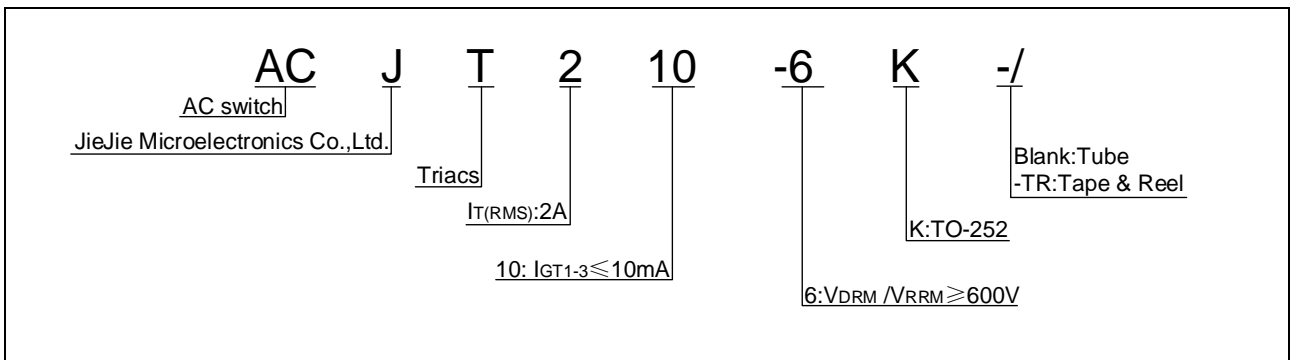 AC J T 2 10 -6 K -/
AC switch
JieJie Microelectronics Co.,Ltd.
Triacs
IT(RMS):2A
10: IGT1-3≤10mA
6:VDRM /VRRM≥600V
K:TO-252
Blank:Tube
-TR:Tape & Reel